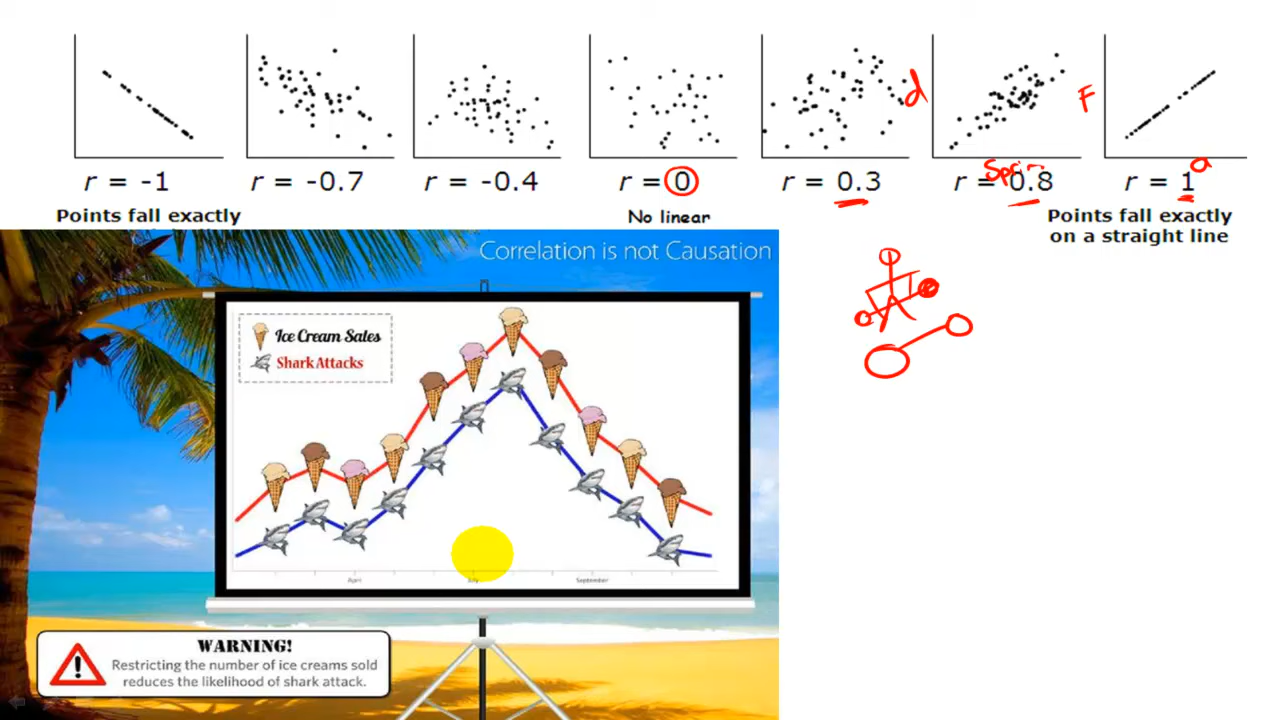 r = -1
r = -0.7
r = -0.4
r = 0
r = 0.3
r = 0.8
r = 1
d
F
a
Points fall exactly
No linear
Points fall exactly
on a straight line
Correlation is not Causation
Ice Cream Sales
Shark Attacks
April
July
September
WARNING!
Restricting the number of ice creams sold
reduces the likelihood of shark attack.